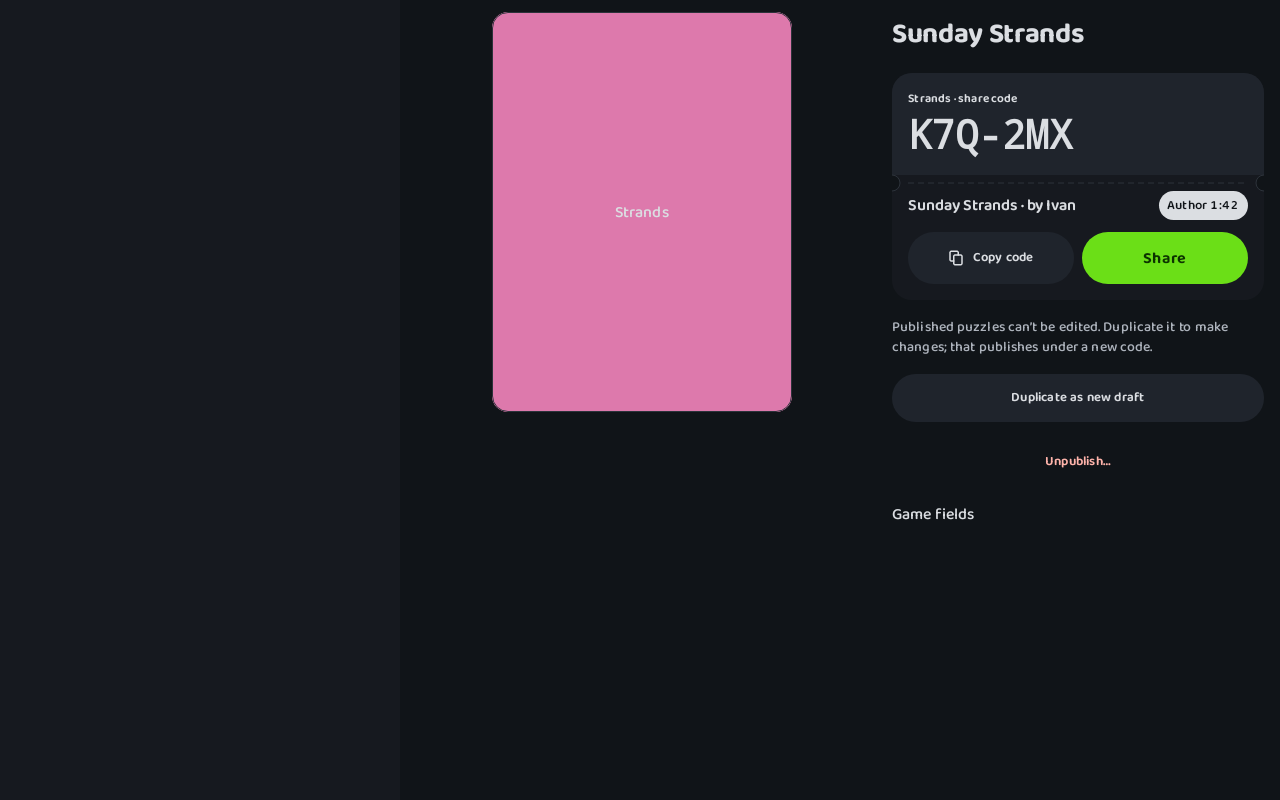 Strands
Sunday Strands
Strands · share code
K7Q-2MX
Sunday Strands · by Ivan
Author 1:42
Copy code
Share
Published puzzles can't be edited. Duplicate it to make
changes; that publishes under a new code.
Duplicate as new draft
Unpublish…
Game fields